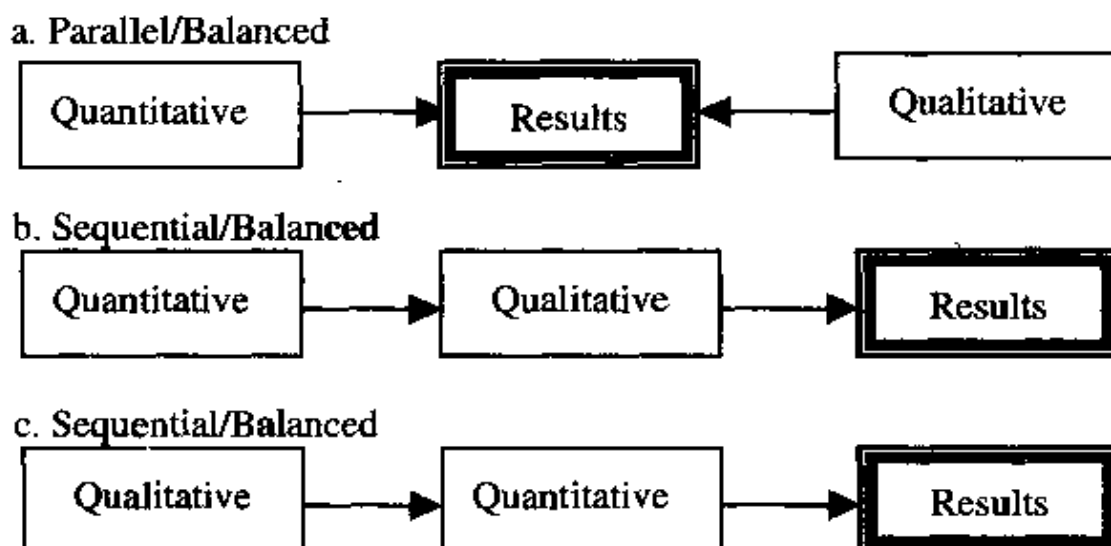 a. Parallel/Balanced
Quantitative Results Qualitative
b. Sequential/Balanced
Quantitative Qualitative Results
c. Sequential/Balanced
Qualitative Quantitative Results